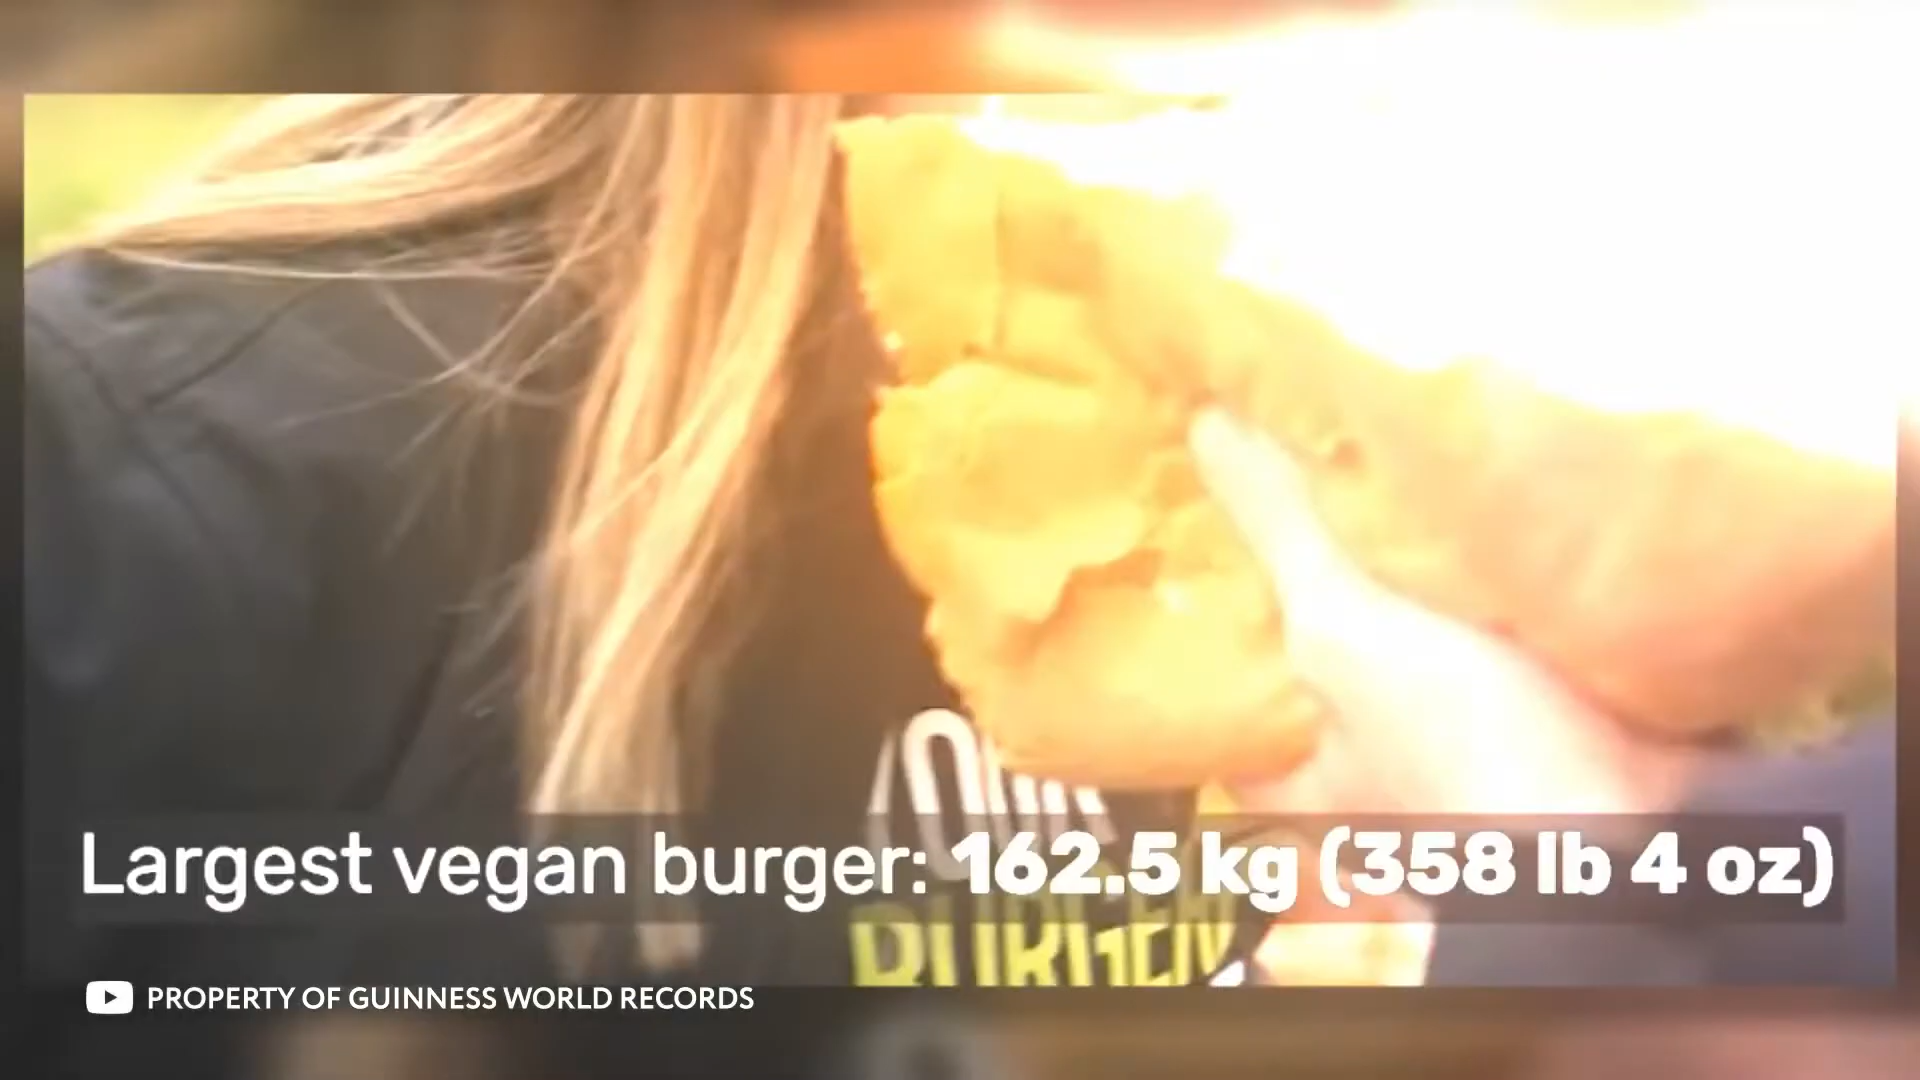 Largest vegan burger: 162.5 kg (358 lb 4 oz)
PROPERTY OF GUINNESS WORLD RECORDS